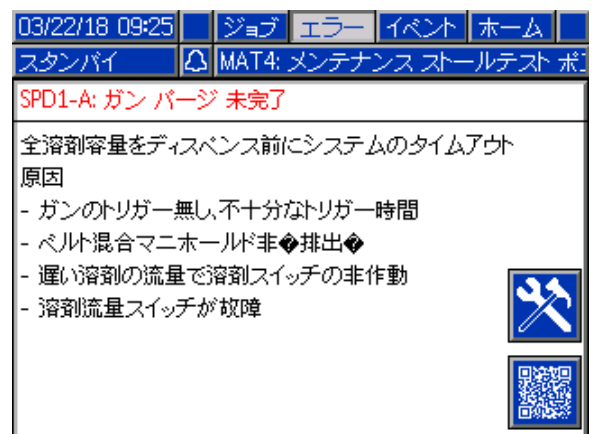 03/22/18 09:25 ジョブ エラー イベント ホーム
スタンバイ MAT4: メンテナンス ストールテスト ポ
SPD1-A: ガン パージ 未完了
全溶剤容量をディスペンス前にシステムのタイムアウト
原因
- ガンのトリガー無し、不十分なトリガー時間
- ベルト混合マニホールド非�排出�
- 遅い溶剤の流量で溶剤スイッチの非作動
- 溶剤流量スイッチが故障